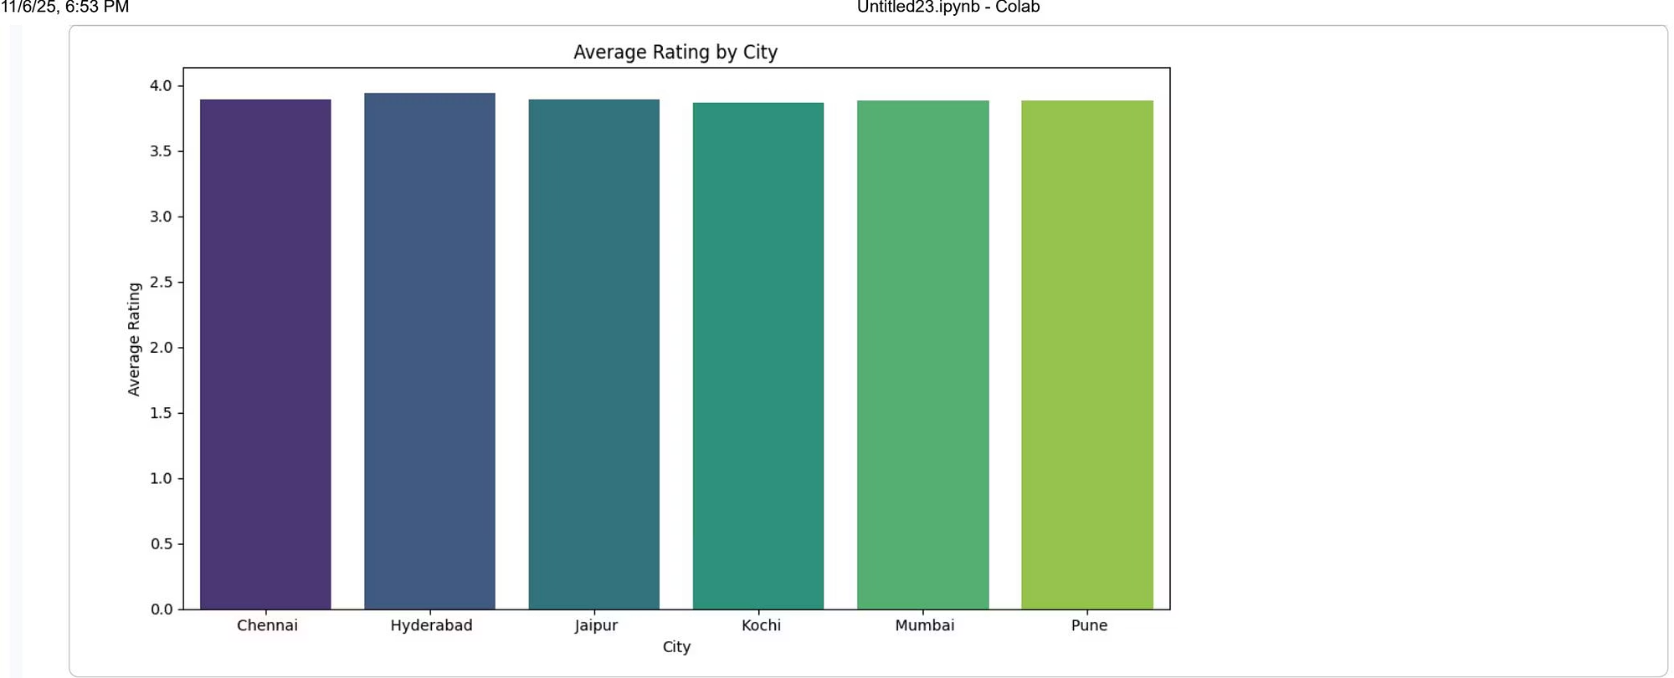 11/6/25, 6:53 PM Untitled23.ipynb - Colab
Average Rating by City
4.0
3.5
3.0
2.5
2.0
1.5
1.0
0.5
0.0
Average Rating
Chennai Hyderabad Jaipur Kochi Mumbai Pune
City